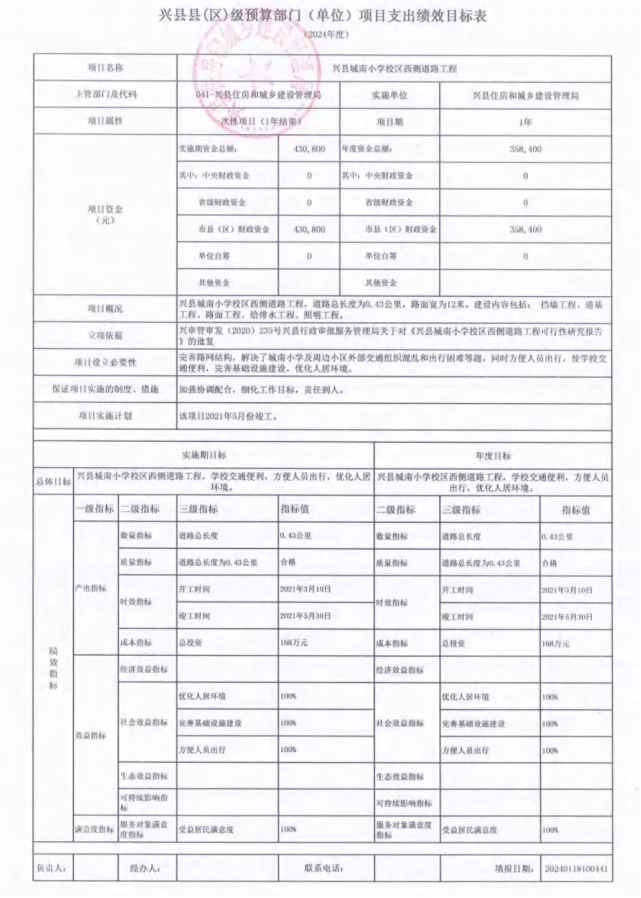 兴县县(区)级预算部门（单位）项目支出绩效目标表
（2024年度）
项目名称 兴县城南小学校区西侧道路工程
主管部门及代码 041-兴县住房和城乡建设管理局 实施单位 兴县住房和城乡建设管理局
项目属性 一次性项目（1年结束） 项目期 1年
项目资金
（元）
实施期资金总额： 430,800 年度资金总额： 358,400
其中：中央财政资金 0 其中：中央财政资金 0
省级财政资金 0 省级财政资金 0
市县（区）财政资金 430,800 市县（区）财政资金 358,400
单位自筹 0 单位自筹 0
其他资金 其他资金
项目概况 兴县城南小学校区西侧道路工程，道路总长度为0.43公里，路面宽为12米。建设内容包括： 挡墙工程、道基
工程、路面工程、给排水工程、照明工程。
立项依据 兴审管审发（2020）235号兴县行政审批服务管理局关于对《兴县城南小学校区西侧道路工程可行性研究报告
》的批复
项目设立必要性 完善路网结构，解决了城南小学及周边小区外部交通组织混乱和出行困难等题，同时方便人员出行，使学校交
通便利，完善基础设施建设，优化人居环境。
保证项目实施的制度、措施 加强协调配合，细化工作目标，责任到人。
项目实施计划 该项目2021年5月份竣工。
实施期目标 年度目标
总体目标 兴县城南小学校区西侧道路工程，学校交通便利，方便人员出行，优化人居
环境。
兴县城南小学校区西侧道路工程，学校交通便利，方便人员
出行，优化人居环境。
绩效指标
一级指标 二级指标 三级指标 指标值 二级指标 三级指标 指标值
产出指标
数量指标 道路总长度 0.43公里 数量指标 道路总长度 0.43公里
质量指标 道路总长度为0.43公里 合格 质量指标 道路总长度为0.43公里 合格
时效指标 开工时间 2021年3月10日 时效指标 开工时间 2021年3月10日
竣工时间 2021年5月30日 竣工时间 2021年5月30日
成本指标 总投资 168万元 成本指标 总投资 168万元
效益指标
经济效益指标 经济效益指标
社会效益指标 优化人居环境 100% 社会效益指标 优化人居环境 100%
完善基础设施建设 100% 完善基础设施建设 100%
方便人员出行 100% 方便人员出行 100%
生态效益指标 生态效益指标
可持续影响指
标
可持续影响指标
满意度指标 服务对象满意
度指标
受益居民满意度 100% 服务对象满意度
指标
受益居民满意度 100%
负责人： 经办人： 联系电话： 填报日期： 20240118100441